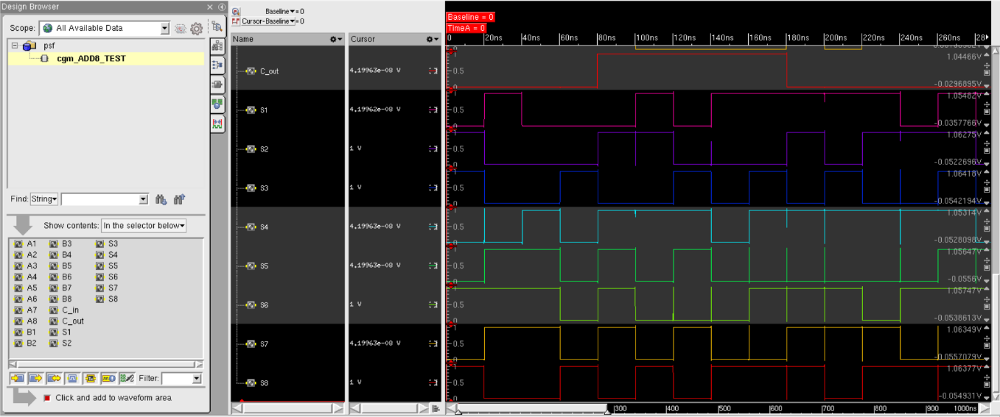 Design Browser
Scope: All Available Data
psf
cgm_ADD8_TEST
Find: String
Show contents: In the selector below
A1 B3 S3
A2 B4 S4
A3 B5 S5
A4 B6 S6
A5 B7 S7
A6 B8 S8
A7 C_in
A8 C_out
B1 S1
B2 S2
Filter:
Click and add to waveform area
Baseline = 0
Cursor-Baseline = 0
Name Cursor
C_out 4.19963e-08 V
S1 4.19962e-08 V
S2 1 V
S3 1 V
S4 4.19963e-08 V
S5 4.19963e-08 V
S6 1 V
S7 4.19963e-08 V
S8 1 V
Baseline = 0
TimeA = 0
0 20ns 40ns 60ns 80ns 100ns 120ns 140ns 160ns 180ns 200ns 220ns 240ns 260ns 28
1 0.5 0 1.04466V -0.0296895V
1 0.5 0 1.05462V -0.0357766V
1 0.5 0 1.06275V -0.0522896V
1 0.5 0 1.06418V -0.0542194V
1 0.5 0 1.05314V -0.0528098V
1 0.5 0 1.05647V -0.0556V
1 0.5 0 1.05747V -0.0538613V
1 0.5 0 1.06349V -0.0557079V
1 0.5 0 1.06377V -0.054931V
300 400 500 600 700 800 900 1000ns